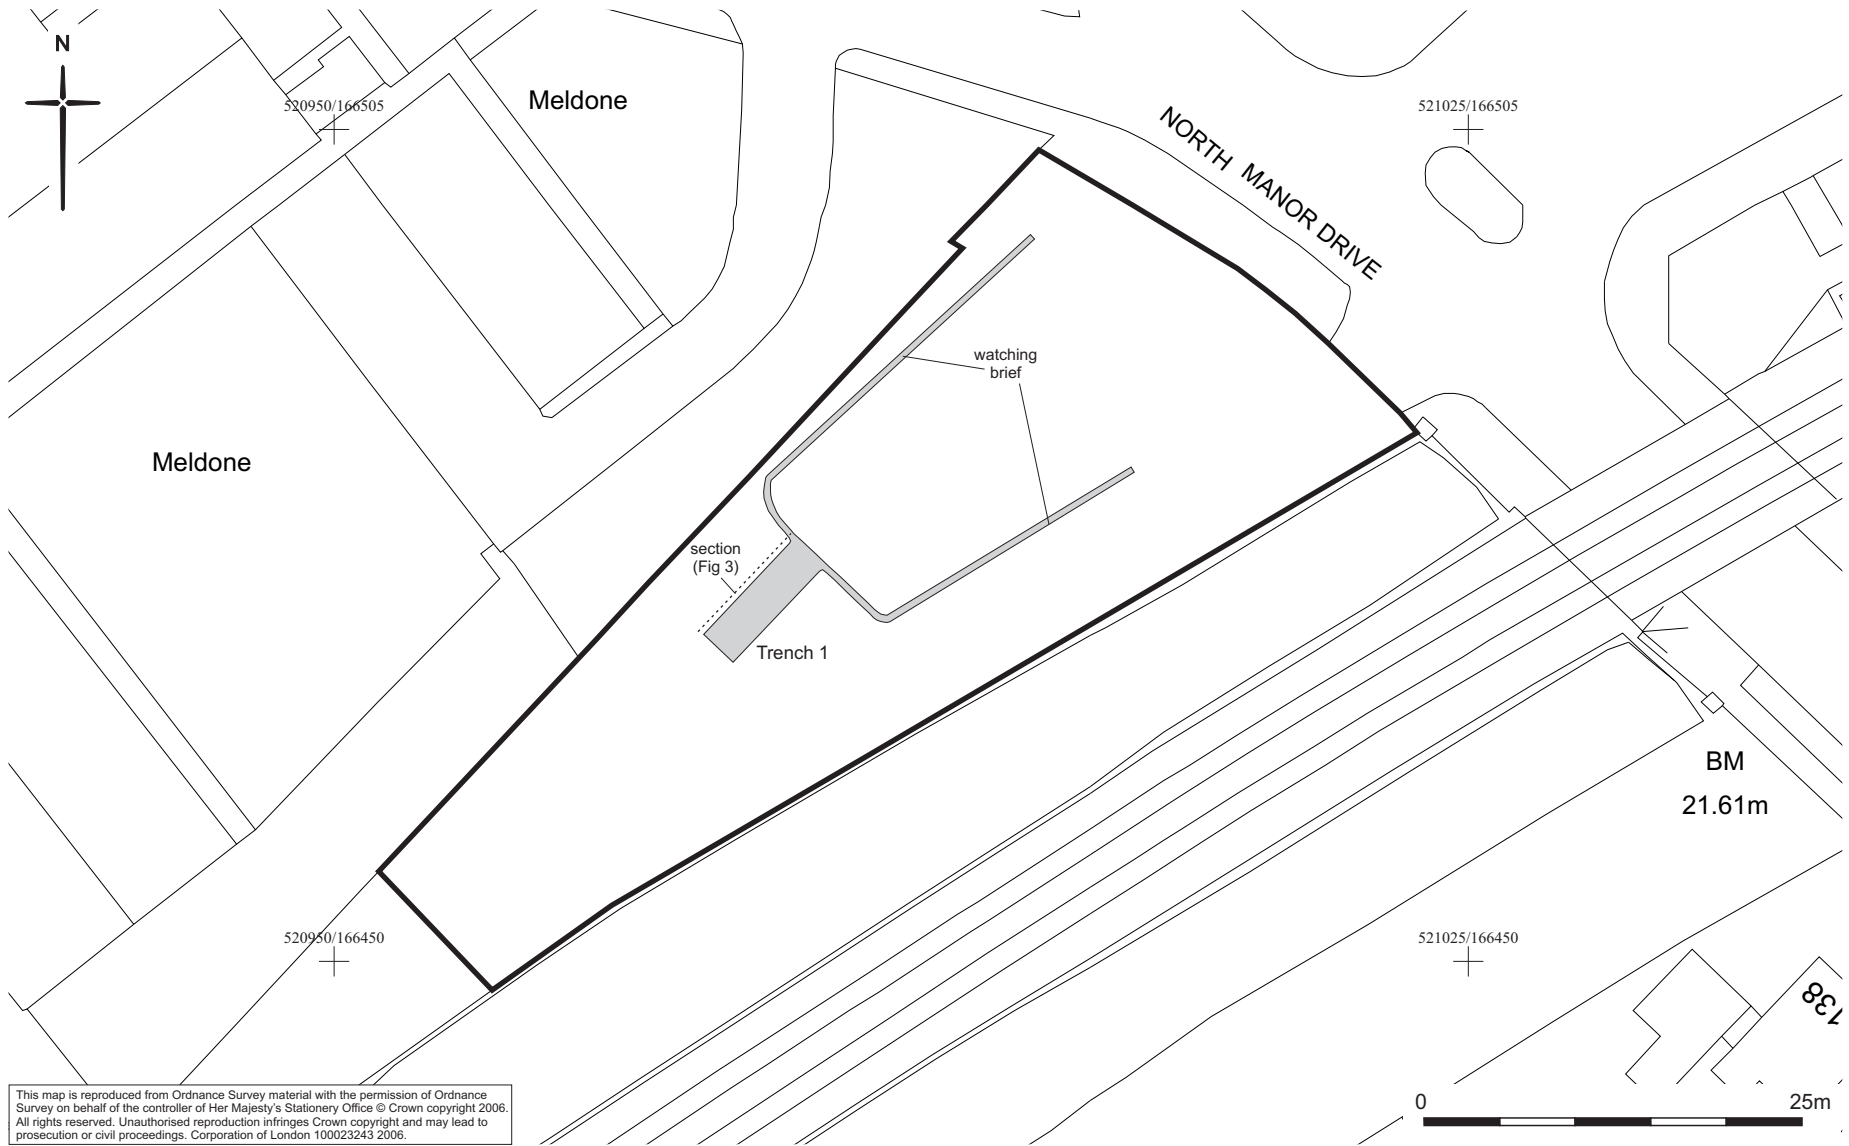 N
520950/166505
Meldone
521025/166505
NORTH MANOR DRIVE
watching
brief
Meldone
section
(Fig 3)
Trench 1
BM
21.61m
520950/166450
521025/166450
138
This map is reproduced from Ordnance Survey material with the permission of Ordnance
Survey on behalf of the controller of Her Majesty's Stationery Office © Crown copyright 2006.
All rights reserved. Unauthorised reproduction infringes Crown copyright and may lead to
prosecution or civil proceedings. Corporation of London 100023243 2006.
0 25m